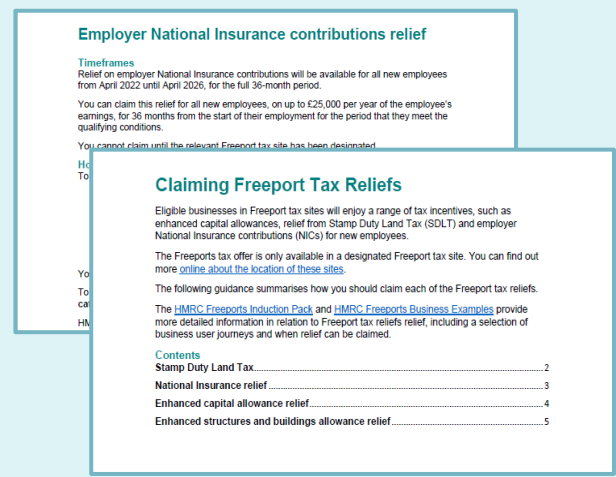 Employer National Insurance contributions relief
Timeframes
Relief on employer National Insurance contributions will be available for all new employees
from April 2022 until April 2026, for the full 36-month period.
You can claim this relief for all new employees, on up to £25,000 per year of the employee's
earnings, for 36 months from the start of their employment for the period that they meet the
qualifying conditions.
You cannot claim until the relevant Freeport tax site has been designated
Ho
To
Yo
To
cat
HM
Claiming Freeport Tax Reliefs
Eligible businesses in Freeport tax sites will enjoy a range of tax incentives, such as
enhanced capital allowances, relief from Stamp Duty Land Tax (SDLT) and employer
National Insurance contributions (NICs) for new employees.
The Freeports tax offer is only available in a designated Freeport tax site. You can find out
more online about the location of these sites.
The following guidance summarises how you should claim each of the Freeport tax reliefs.
The HMRC Freeports Induction Pack and HMRC Freeports Business Examples provide
more detailed information in relation to Freeport tax reliefs relief, including a selection of
business user journeys and when relief can be claimed.
Contents
Stamp Duty Land Tax....2
National Insurance relief....3
Enhanced capital allowance relief....4
Enhanced structures and buildings allowance relief....5